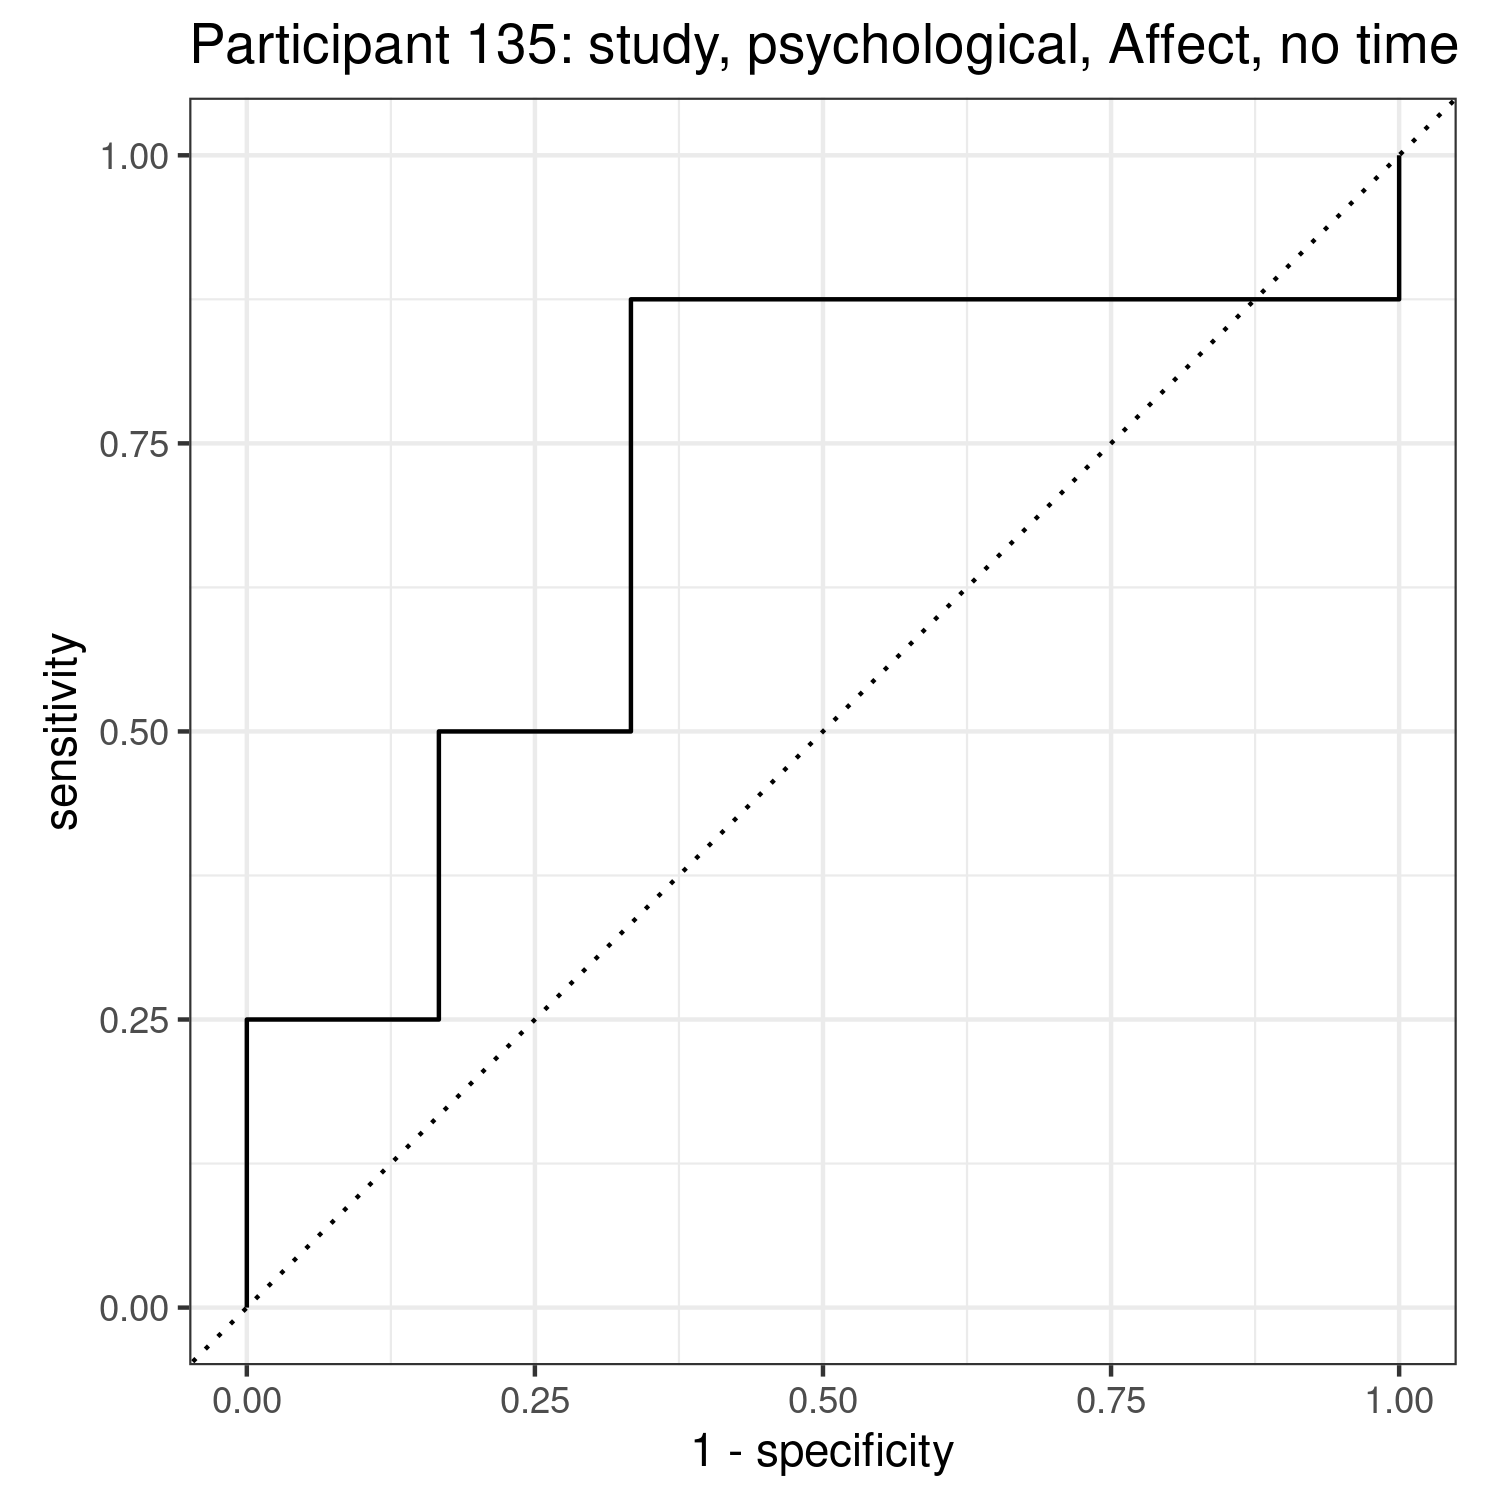 Participant 135: study, psychological, Affect, no time
1.00
0.75
0.50
0.25
0.00
sensitivity
0.00 0.25 0.50 0.75 1.00
1 - specificity